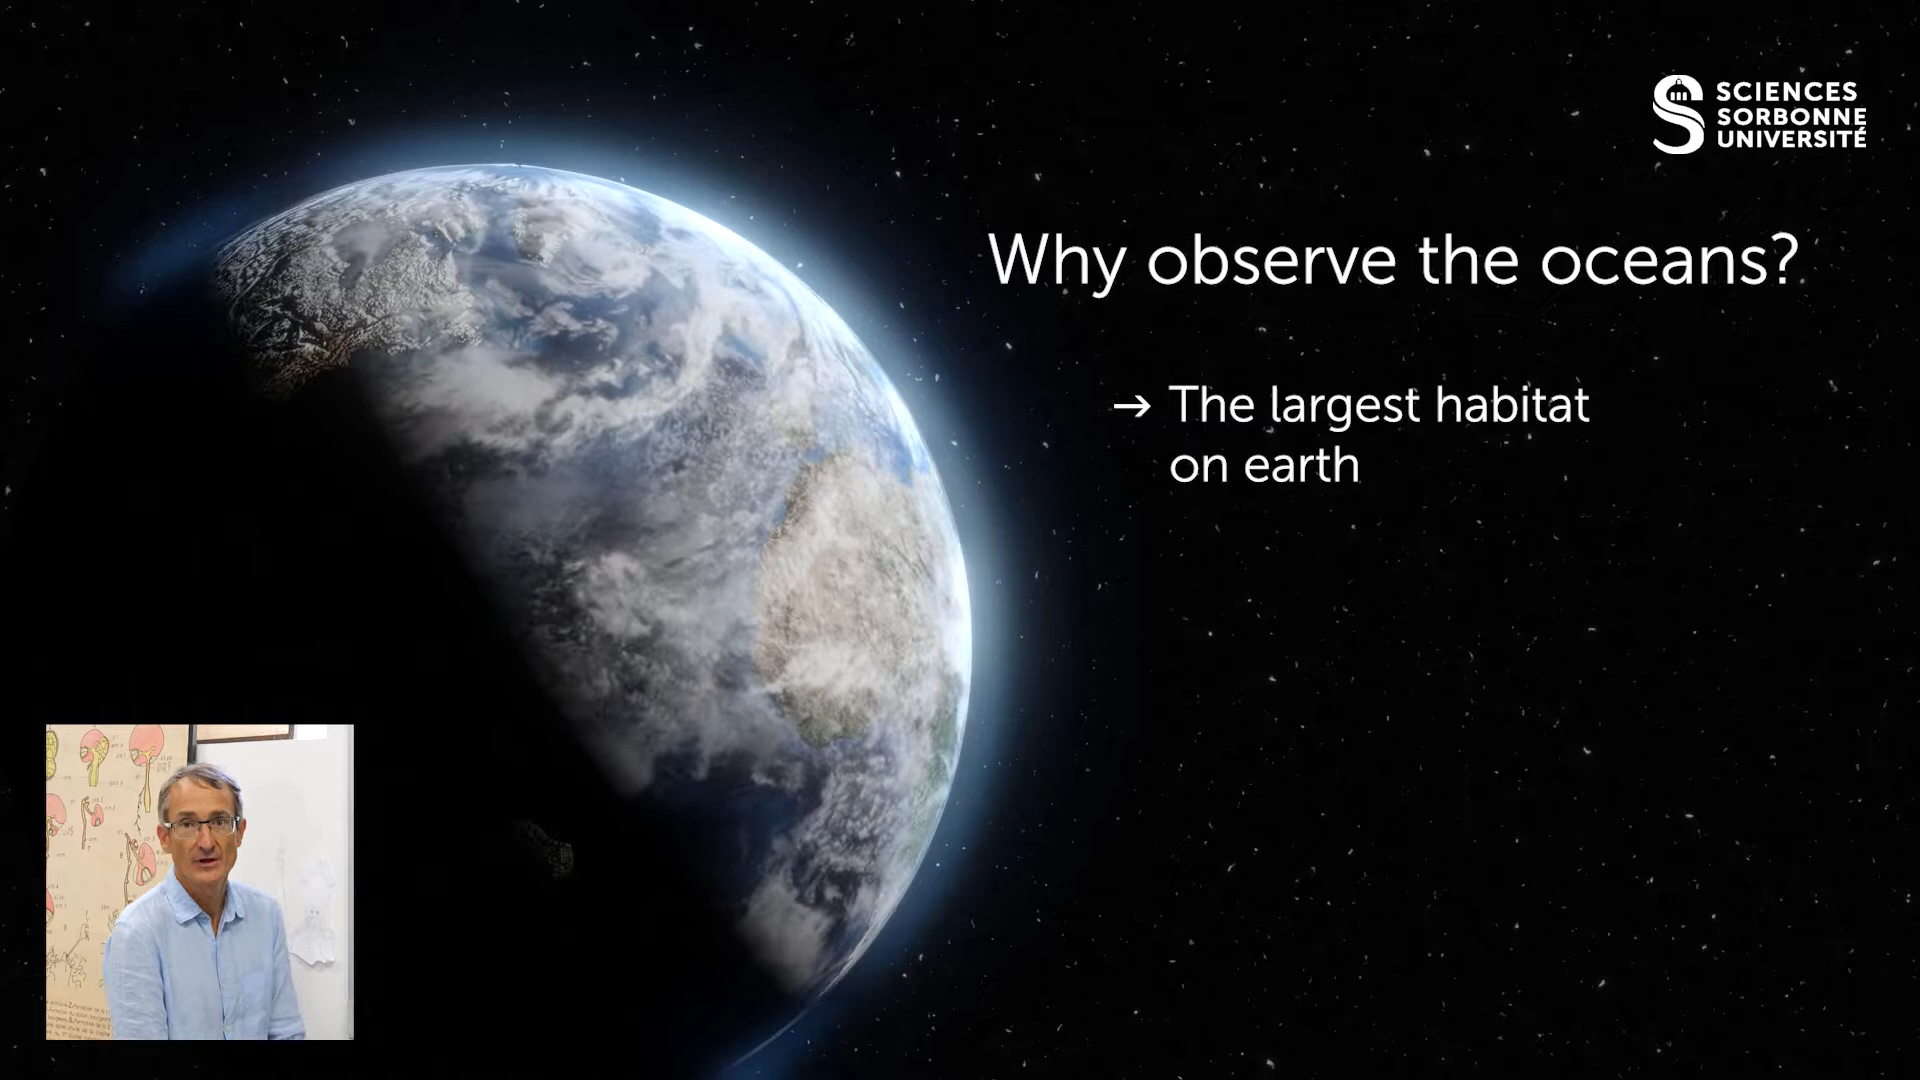 SCIENCES
SORBONNE
UNIVERSITÉ
Why observe the oceans?
→ The largest habitat
on earth